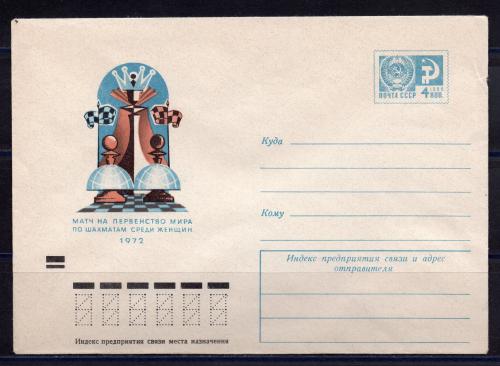 ПОЧТА СССР
1966
4 КОП.
МАТЧ НА ПЕРВЕНСТВО МИРА
ПО ШАХМАТАМ СРЕДИ ЖЕНЩИН
1972
Куда
Кому
Индекс предприятия связи и адрес
отправителя
Индекс предприятия связи места назначения